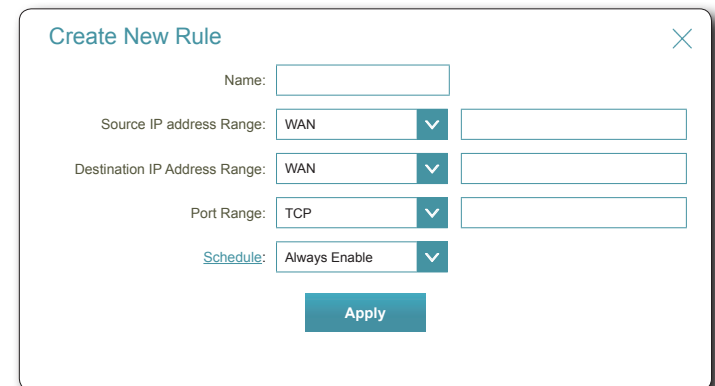 Create New Rule
Name:
Source IP address Range: WAN
Destination IP Address Range: WAN
Port Range: TCP
Schedule: Always Enable
Apply